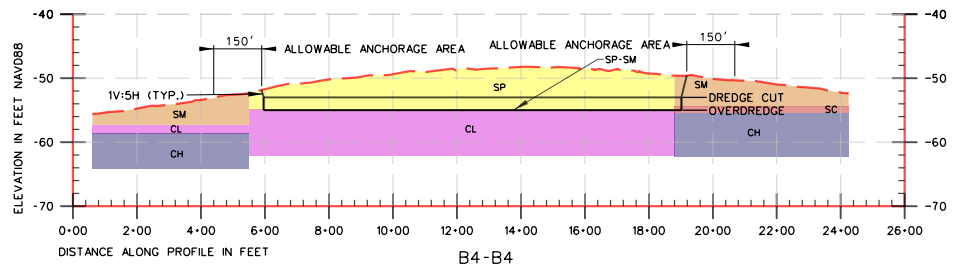 -40
-40
150'
ALLOWABLE ANCHORAGE AREA
ALLOWABLE ANCHORAGE AREA
150'
SP-SM
-50
-50
1V:5H (TYP.)
SP
SM
DREDGE CUT
OVERDREDGE
SM
SC
CL
CL
CH
CH
-60
-60
-70
-70
ELEVATION IN FEET NAVD88
0+00
2+00
4+00
6+00
8+00
10+00
12+00
14+00
16+00
18+00
20+00
22+00
24+00
26+00
DISTANCE ALONG PROFILE IN FEET
B4-B4